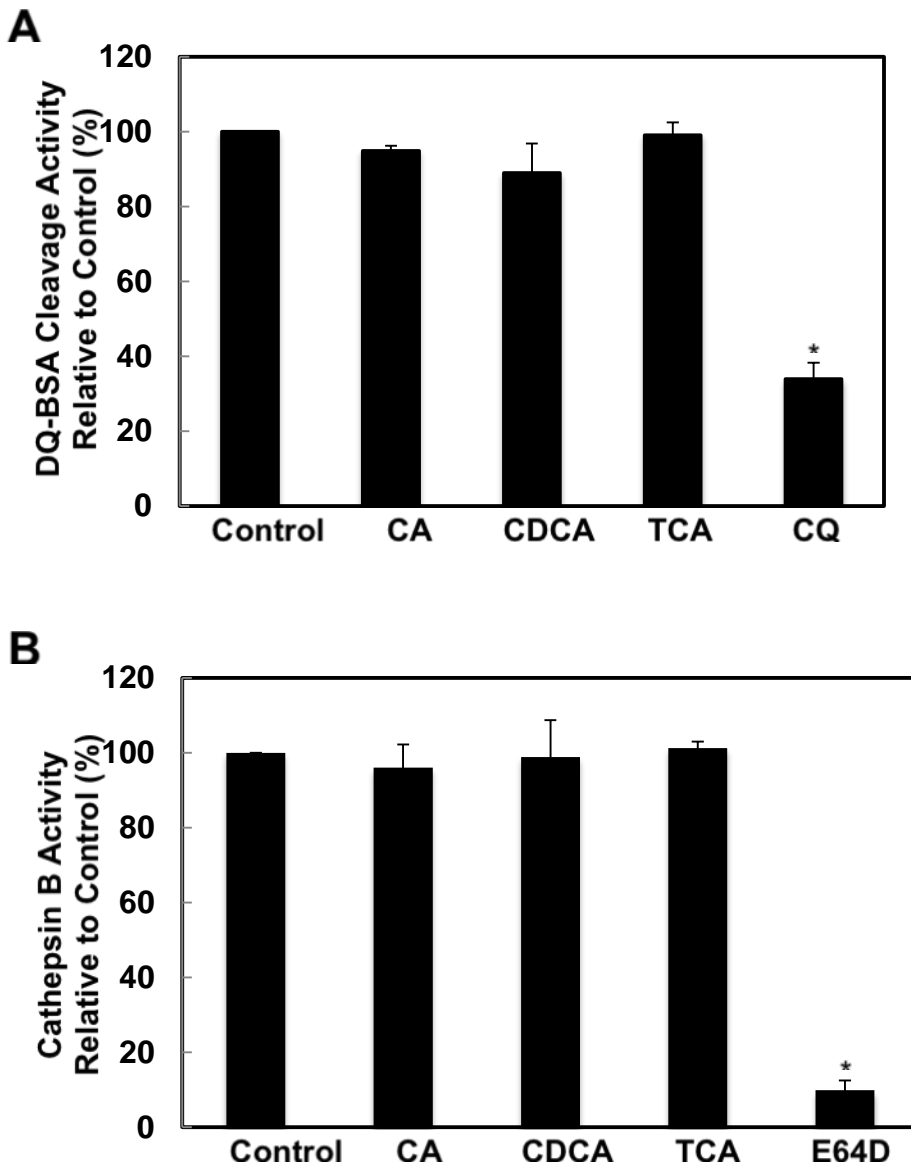 A
DQ-BSA Cleavage Activity
Relative to Control (%)
120
100
80
60
40
20
0
*
Control CA CDCA TCA CQ
B
Cathepsin B Activity
Relative to Control (%)
120
100
80
60
40
20
0
*
Control CA CDCA TCA E64D